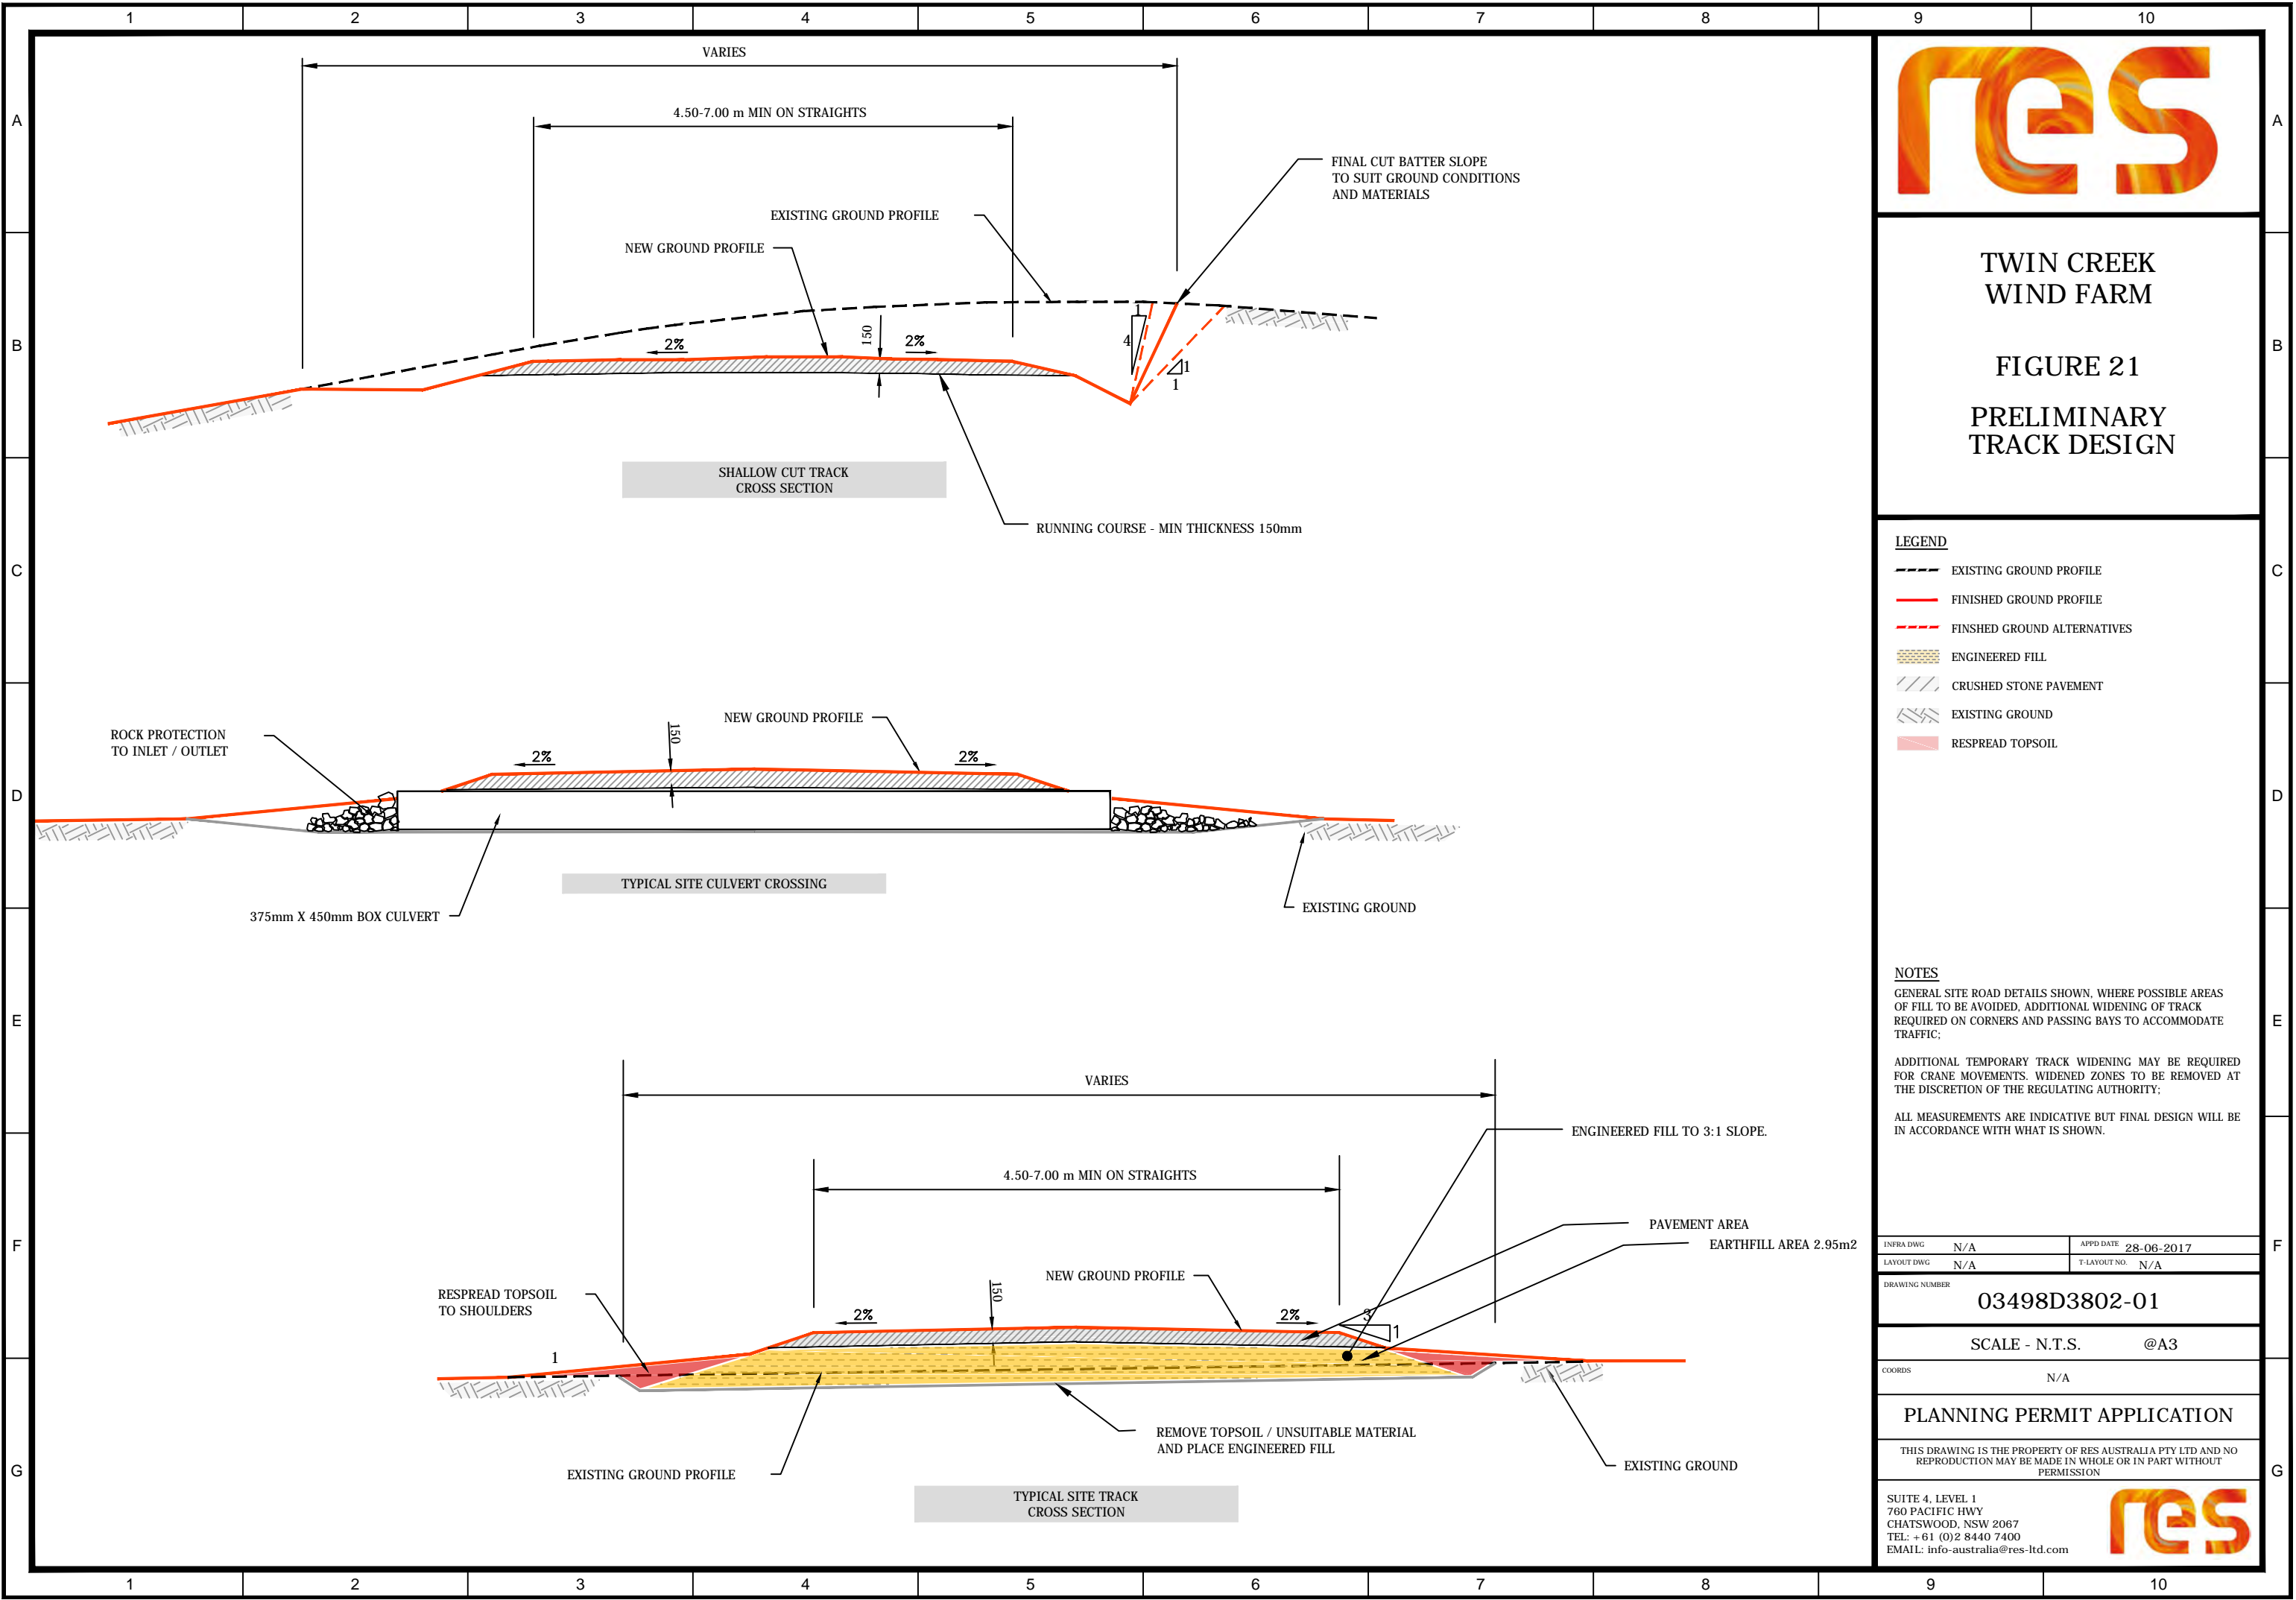 1 2 3 4 5 6 7 8 9 10
A
B
C
D
E
F
G
VARIES
4.50-7.00 m MIN ON STRAIGHTS
FINAL CUT BATTER SLOPE
TO SUIT GROUND CONDITIONS
AND MATERIALS
EXISTING GROUND PROFILE
NEW GROUND PROFILE
2%
150
2%
1
4
1
1
SHALLOW CUT TRACK
CROSS SECTION
RUNNING COURSE - MIN THICKNESS 150mm
ROCK PROTECTION
TO INLET / OUTLET
NEW GROUND PROFILE
150
2%
2%
TYPICAL SITE CULVERT CROSSING
375mm X 450mm BOX CULVERT
EXISTING GROUND
VARIES
ENGINEERED FILL TO 3:1 SLOPE.
4.50-7.00 m MIN ON STRAIGHTS
PAVEMENT AREA
EARTHFILL AREA 2.95m2
NEW GROUND PROFILE
RESPREAD TOPSOIL
TO SHOULDERS
150
2%
2%
3
1
1
REMOVE TOPSOIL / UNSUITABLE MATERIAL
AND PLACE ENGINEERED FILL
EXISTING GROUND PROFILE
EXISTING GROUND
TYPICAL SITE TRACK
CROSS SECTION
res
TWIN CREEK
WIND FARM
FIGURE 21
PRELIMINARY
TRACK DESIGN
LEGEND
EXISTING GROUND PROFILE
FINISHED GROUND PROFILE
FINSHED GROUND ALTERNATIVES
ENGINEERED FILL
CRUSHED STONE PAVEMENT
EXISTING GROUND
RESPREAD TOPSOIL
NOTES
GENERAL SITE ROAD DETAILS SHOWN, WHERE POSSIBLE AREAS
OF FILL TO BE AVOIDED, ADDITIONAL WIDENING OF TRACK
REQUIRED ON CORNERS AND PASSING BAYS TO ACCOMMODATE
TRAFFIC;
ADDITIONAL TEMPORARY TRACK WIDENING MAY BE REQUIRED
FOR CRANE MOVEMENTS. WIDENED ZONES TO BE REMOVED AT
THE DISCRETION OF THE REGULATING AUTHORITY;
ALL MEASUREMENTS ARE INDICATIVE BUT FINAL DESIGN WILL BE
IN ACCORDANCE WITH WHAT IS SHOWN.
INFRA DWG N/A APPD DATE 28-06-2017
LAYOUT DWG N/A T-LAYOUT NO. N/A
DRAWING NUMBER
03498D3802-01
SCALE - N.T.S. @A3
COORDS
N/A
PLANNING PERMIT APPLICATION
THIS DRAWING IS THE PROPERTY OF RES AUSTRALIA PTY LTD AND NO
REPRODUCTION MAY BE MADE IN WHOLE OR IN PART WITHOUT
PERMISSION
SUITE 4, LEVEL 1
760 PACIFIC HWY
CHATSWOOD, NSW 2067
TEL: +61 (0)2 8440 7400
EMAIL: info-australia@res-ltd.com
res
A
B
C
D
E
F
G
1 2 3 4 5 6 7 8 9 10